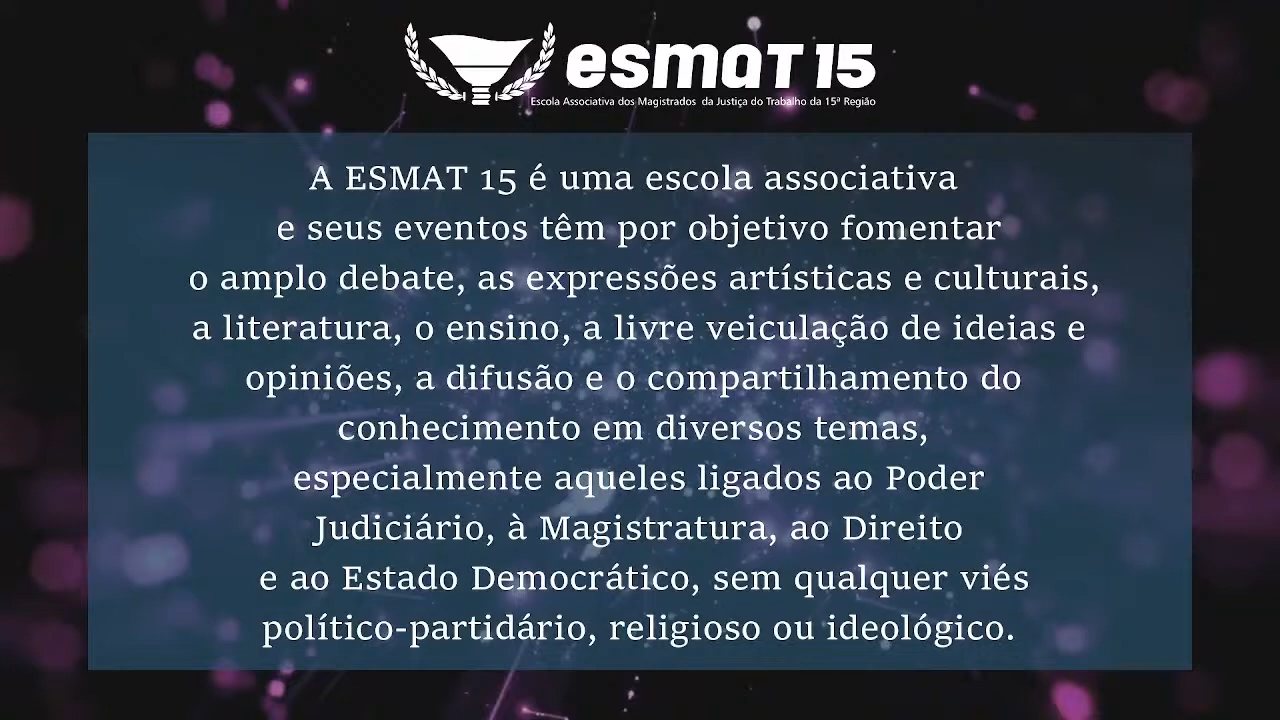 esmat 15
Escola Associativa dos Magistrados da Justiça do Trabalho da 15ª Região
A ESMAT 15 é uma escola associativa
e seus eventos têm por objetivo fomentar
o amplo debate, as expressões artísticas e culturais,
a literatura, o ensino, a livre veiculação de ideias e
opiniões, a difusão e o compartilhamento do
conhecimento em diversos temas,
especialmente aqueles ligados ao Poder
Judiciário, à Magistratura, ao Direito
e ao Estado Democrático, sem qualquer viés
político-partidário, religioso ou ideológico.